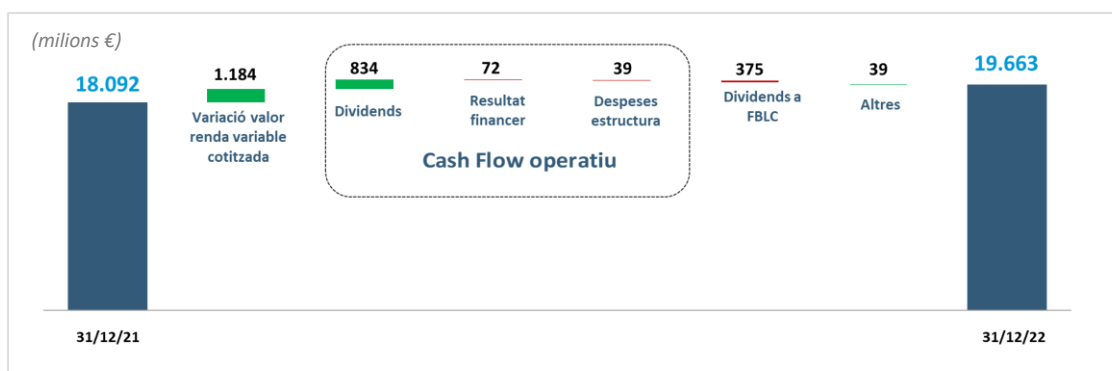 (milions €)
18.092
1.184
Variació valor
renda variable
cotitzada
834
Dividends
72
Resultat
financer
39
Despeses
estructura
Cash Flow operatiu
375
Dividends a
FBLC
39
Altres
19.663
31/12/21
31/12/22